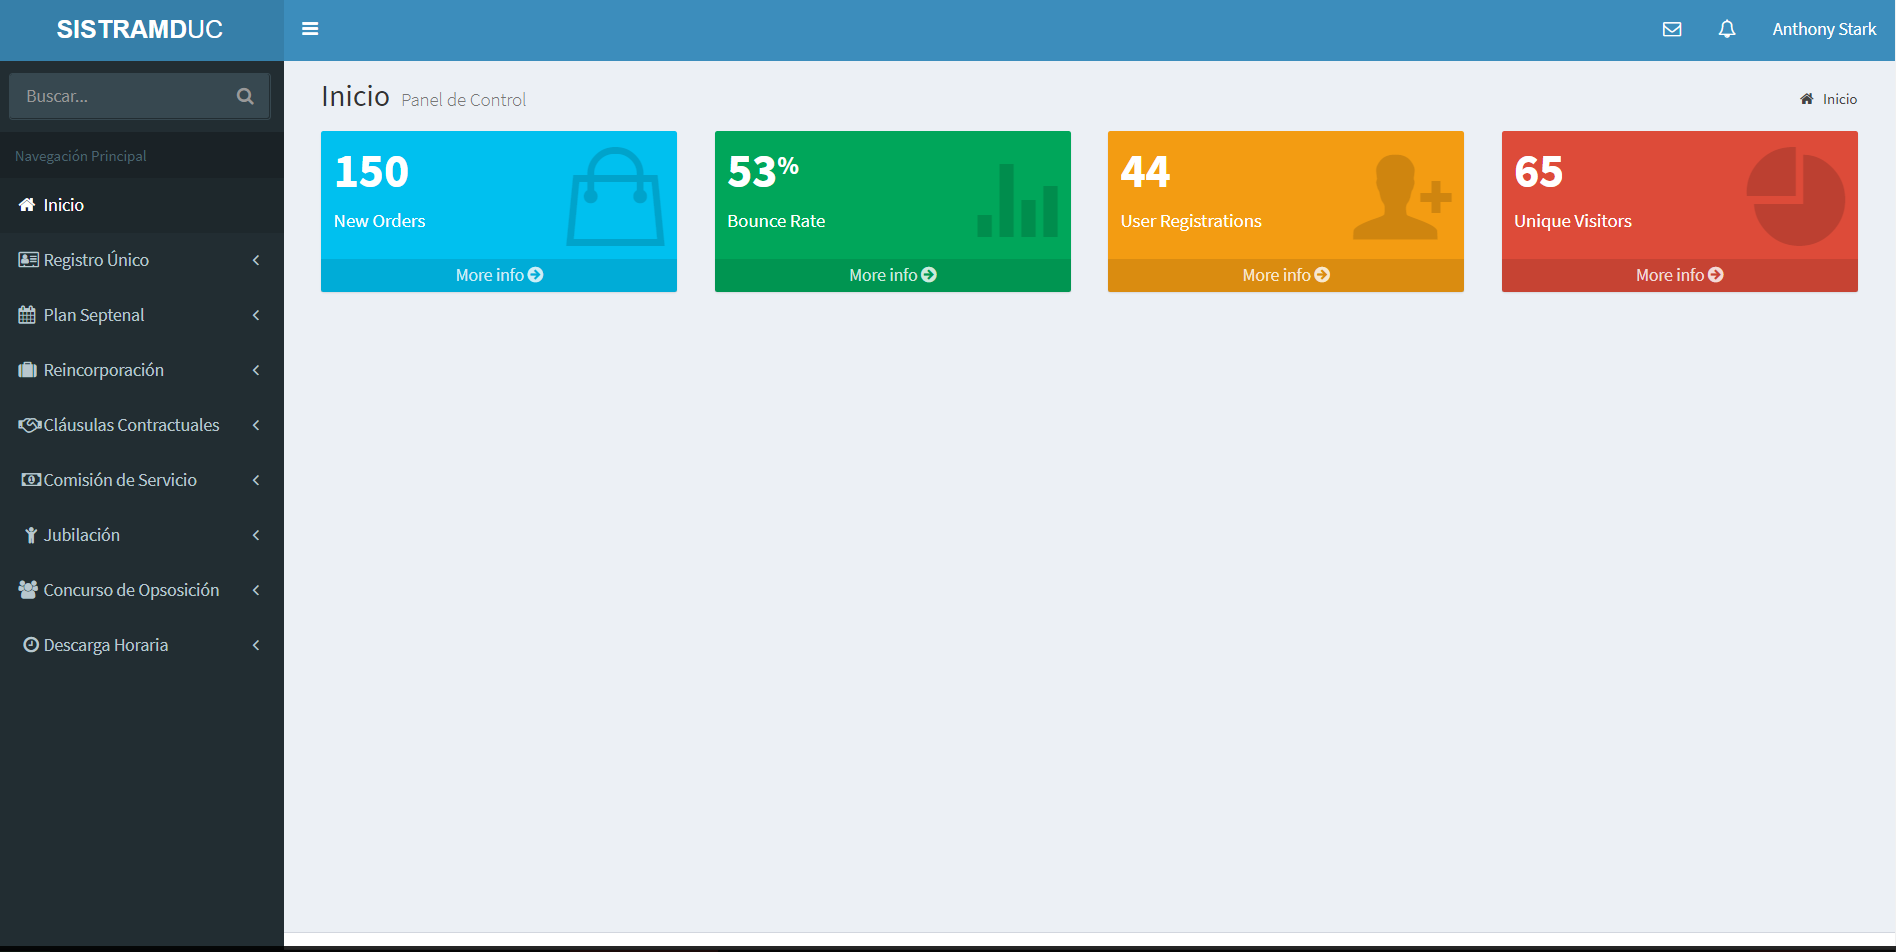 SISTRAMDUC
Anthony Stark
Buscar...
Navegación Principal
Inicio
Registro Único
Plan Septenal
Reincorporación
Cláusulas Contractuales
Comisión de Servicio
Jubilación
Concurso de Opsosición
Descarga Horaria
Inicio Panel de Control
Inicio
150
New Orders
More info
53%
Bounce Rate
More info
44
User Registrations
More info
65
Unique Visitors
More info